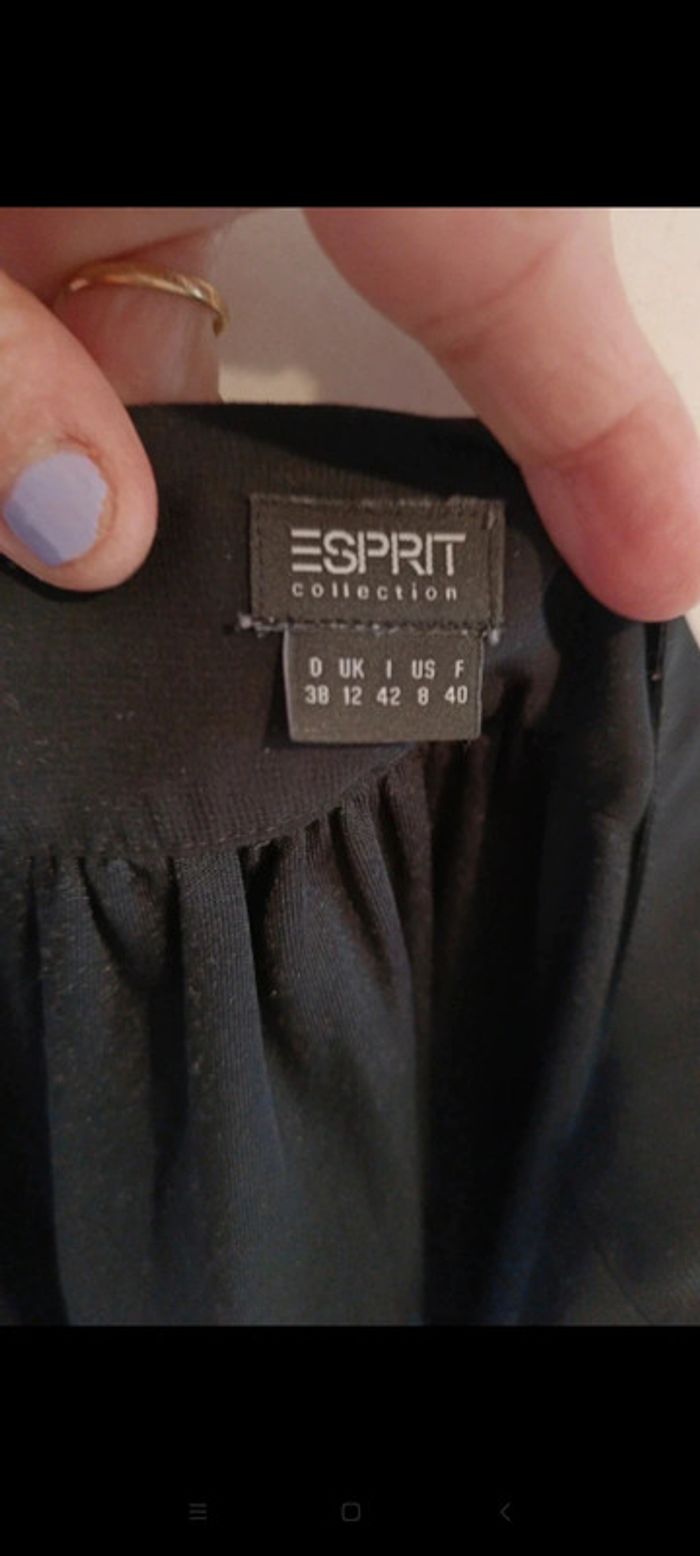 ESPRIT
collection
D UK I US F
38 12 42 8 40